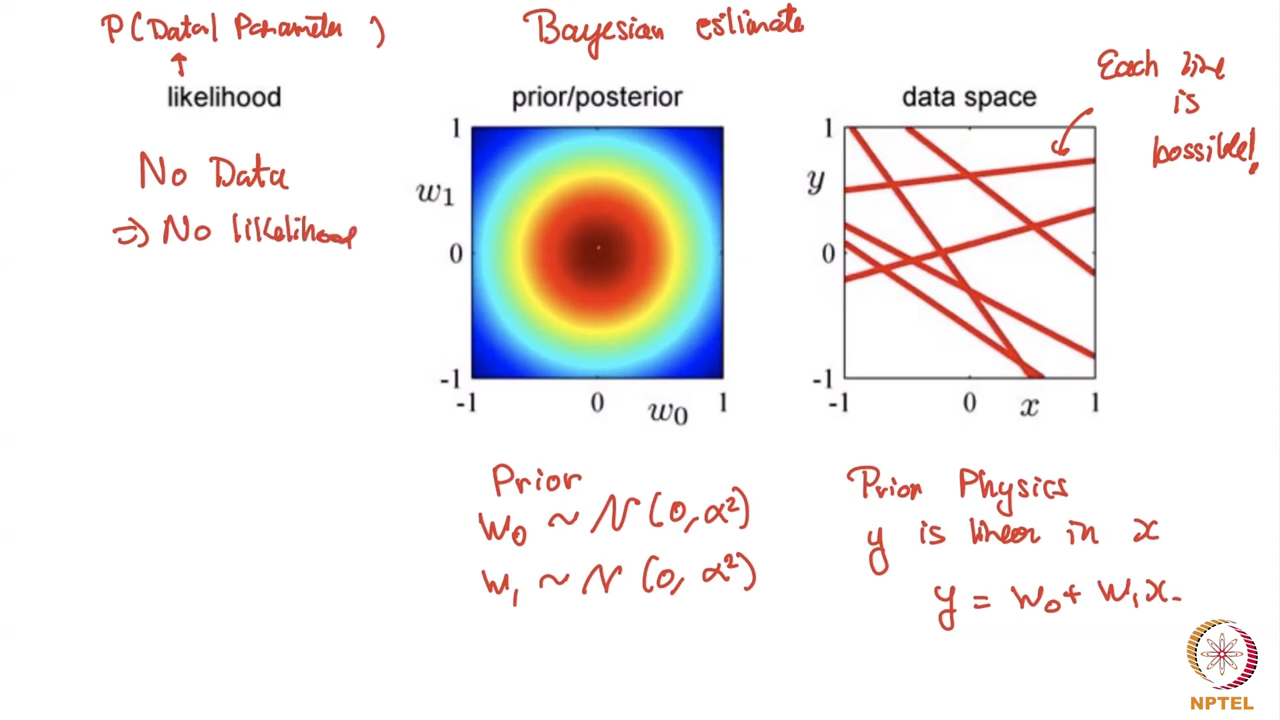 P(Data| Parameter )
Bayesian estimate
Each line
is
possible!
likelihood
prior/posterior
data space
No Data
⇒ No likelihood
1
w1
0
-1
-1
0
w0
1
1
y
0
-1
-1
0
x
1
Prior
w0 ~ N(0, α²)
w1 ~ N(0, α²)
Prior Physics
y is linear in x
y = w0 + w1x.
NPTEL